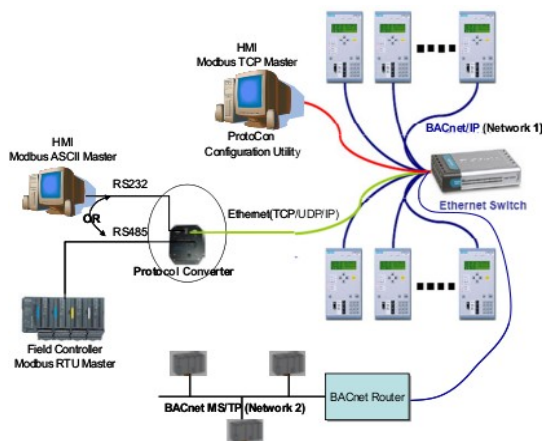 HMI
Modbus TCP Master
ProtoCon
Configuration Utility
BACnet/IP (Network 1)
HMI
Modbus ASCII Master
RS232
OR
RS485
Ethernet(TCP/UDP/IP)
Ethernet Switch
Protocol Converter
Field Controller
Modbus RTU Master
BACnet MS/TP (Network 2)
BACnet Router